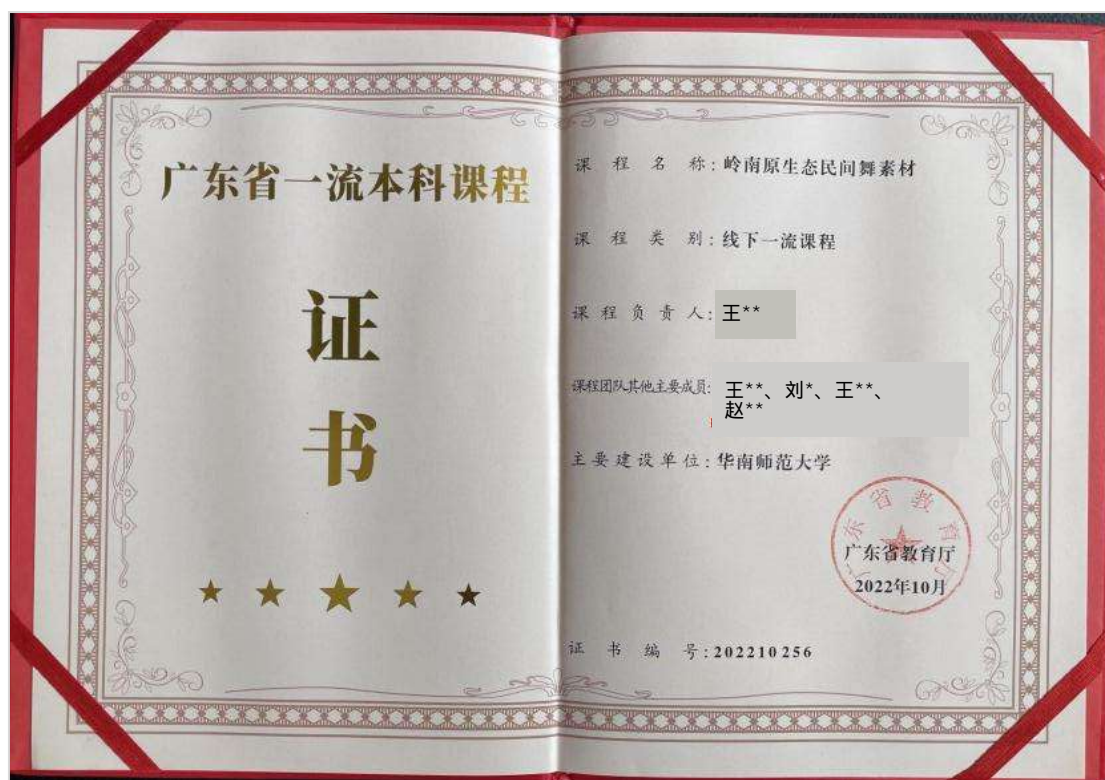 广东省一流本科课程
证
书
课程名称:岭南原生态民间舞素材
课程类别:线下一流课程
课程负责人:王**
课程团队其他主要成员:王**、刘*、王**、
赵**
主要建设单位:华南师范大学
广东省教育厅
广东省教育厅
2022年10月
证书编号:202210256